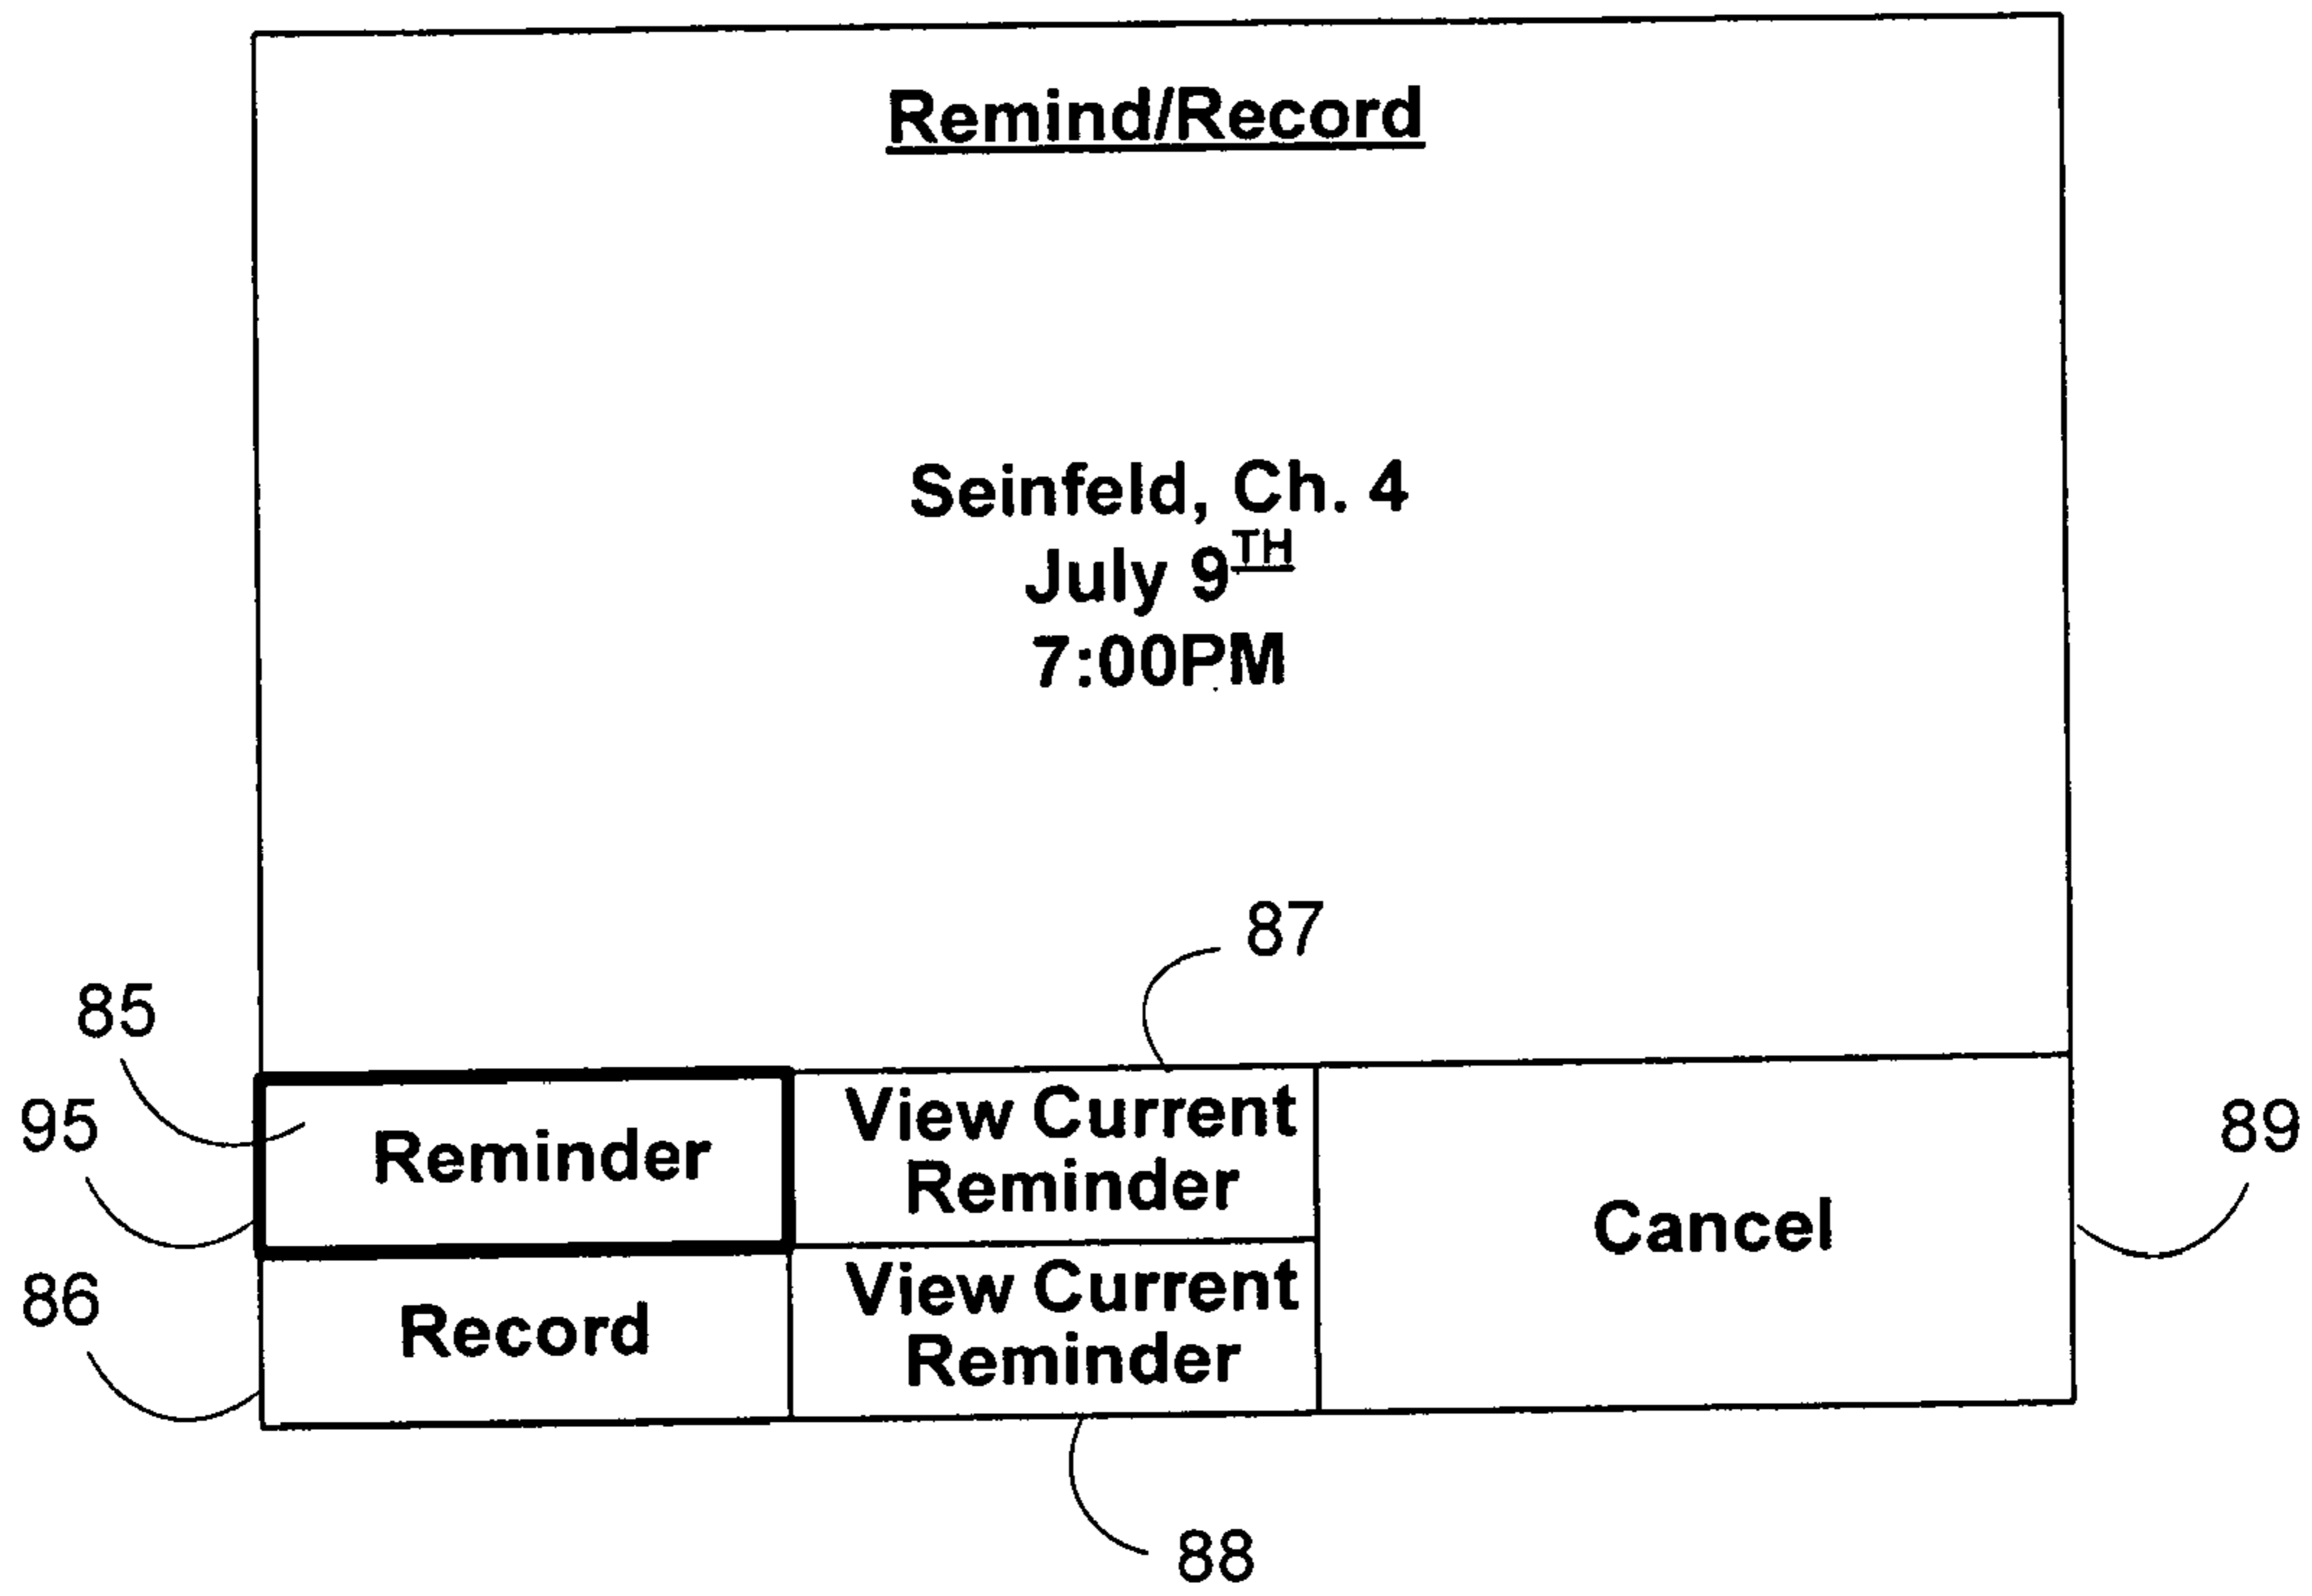 Remind/Record
Seinfeld, Ch. 4
July 9TH
7:00PM
87
85
95
86
Reminder
View Current
Reminder
Record
View Current
Reminder
Cancel
89
88